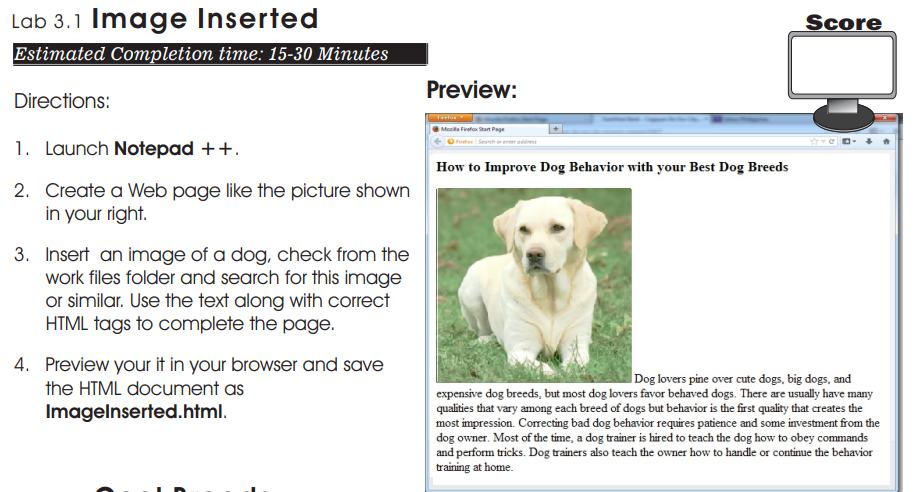 Lab 3.1 Image Inserted
Estimated Completion time: 15-30 Minutes
Score
Directions:
1. Launch Notepad ++.
2. Create a Web page like the picture shown
in your right.
3. Insert an image of a dog, check from the
work files folder and search for this image
or similar. Use the text along with correct
HTML tags to complete the page.
4. Preview your it in your browser and save
the HTML document as
ImageInserted.html.
Preview:
Firefox
Mozilla Firefox Start Page
Firefox Search or enter address
How to Improve Dog Behavior with your Best Dog Breeds
Dog lovers pine over cute dogs, big dogs, and
expensive dog breeds, but most dog lovers favor behaved dogs. There are usually have many
qualities that vary among each breed of dogs but behavior is the first quality that creates the
most impression. Correcting bad dog behavior requires patience and some investment from the
dog owner. Most of the time, a dog trainer is hired to teach the dog how to obey commands
and perform tricks. Dog trainers also teach the owner how to handle or continue the behavior
training at home.